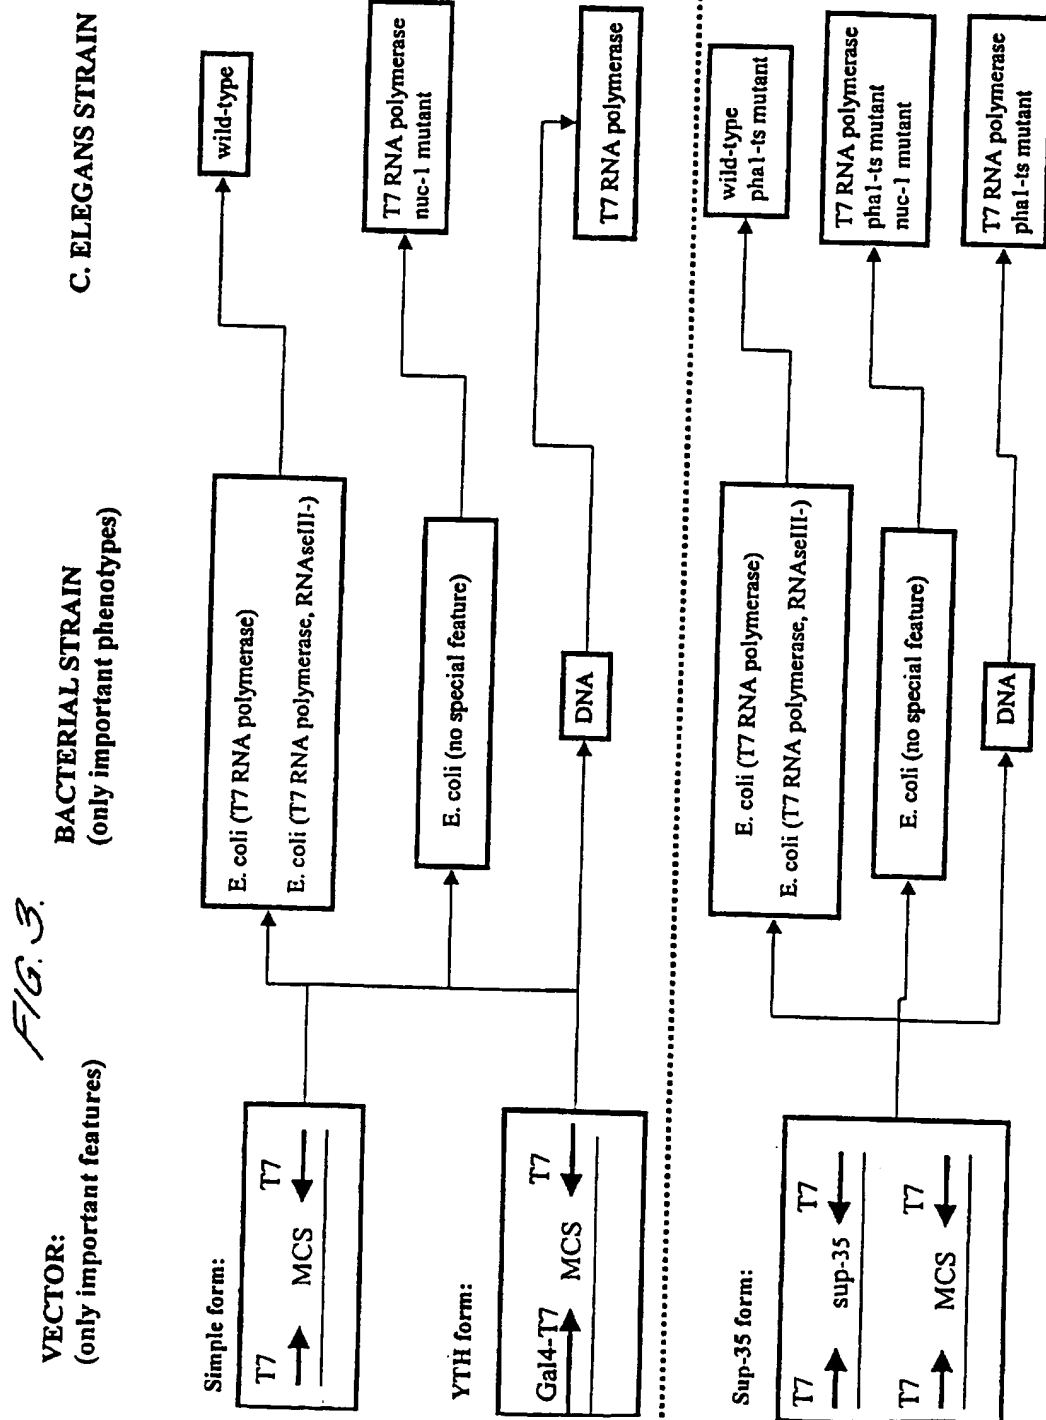 FIG. 3.
VECTOR:
(only important features)
BACTERIAL STRAIN
(only important phenotypes)
C. ELEGANS STRAIN
Simple form:
T7
T7
MCS
YTH form:
Gal4-T7
T7
MCS
E. coli (T7 RNA polymerase)
E. coli (T7 RNA polymerase, RNAseIII-)
E. coli (no special feature)
DNA
wild-type
T7 RNA polymerase
nuc-1 mutant
T7 RNA polymerase
Sup-35 form:
T7
T7
sup-35
T7
T7
MCS
E. coli (T7 RNA polymerase)
E. coli (T7 RNA polymerase, RNAseIII-)
E. coli (no special feature)
DNA
wild-type
pha1-ts mutant
T7 RNA polymerase
pha1-ts mutant
nuc-1 mutant
T7 RNA polymerase
pha1-ts mutant